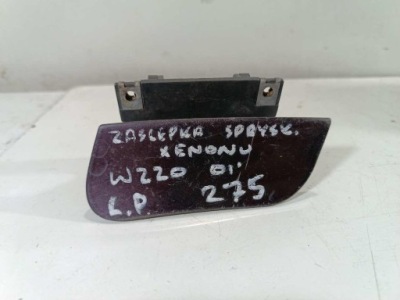 ZAŚLEPKA SPRYSK.
XENONU
W220 01'
L.P. 275